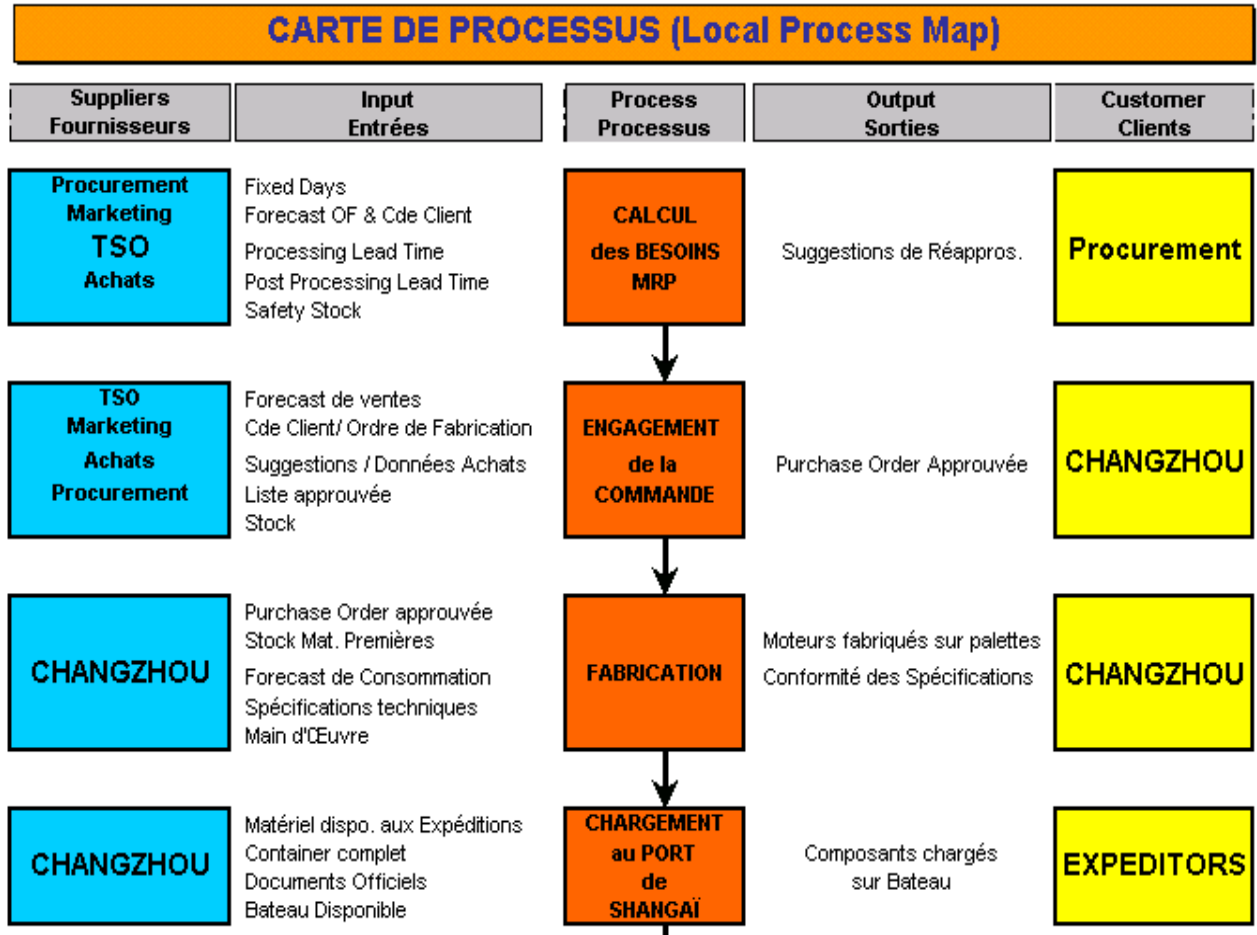 CARTE DE PROCESSUS (Local Process Map)
Suppliers
Fournisseurs
Input
Entrées
Process
Processus
Output
Sorties
Customer
Clients
Procurement
Marketing
TSO
Achats
Fixed Days
Forecast OF & Cde Client
Processing Lead Time
Post Processing Lead Time
Safety Stock
CALCUL
des BESOINS
MRP
Suggestions de Réappros.
Procurement
TSO
Marketing
Achats
Procurement
Forecast de ventes
Cde Client/ Ordre de Fabrication
Suggestions / Données Achats
Liste approuvée
Stock
ENGAGEMENT
de la
COMMANDE
Purchase Order Approuvée
CHANGZHOU
CHANGZHOU
Purchase Order approuvée
Stock Mat. Premières
Forecast de Consommation
Spécifications techniques
Main d'Œuvre
FABRICATION
Moteurs fabriqués sur palettes
Conformité des Spécifications
CHANGZHOU
CHANGZHOU
Matériel dispo. aux Expéditions
Container complet
Documents Officiels
Bateau Disponible
CHARGEMENT
au PORT
de
SHANGAÏ
Composants chargés
sur Bateau
EXPEDITORS